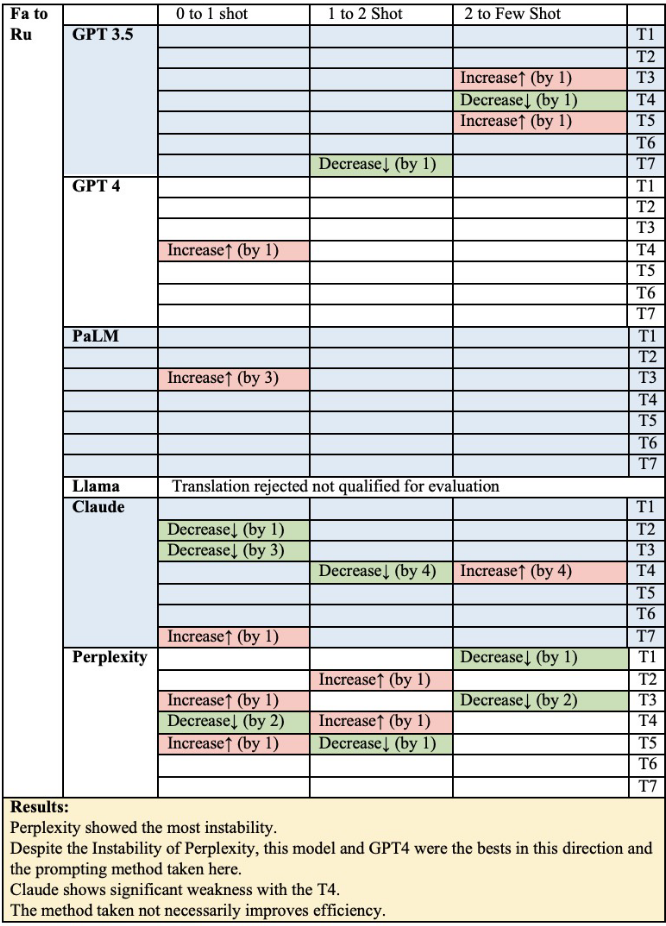 Fa to 0 to 1 shot 1 to 2 Shot 2 to Few Shot
Ru GPT 3.5 T1
T2
Increase↑ (by 1) T3
Decrease↓ (by 1) T4
Increase↑ (by 1) T5
T6
Decrease↓ (by 1) T7
GPT 4 T1
T2
T3
Increase↑ (by 1) T4
T5
T6
T7
PaLM T1
T2
Increase↑ (by 3) T3
T4
T5
T6
T7
Llama Translation rejected not qualified for evaluation
Claude T1
Decrease↓ (by 1) T2
Decrease↓ (by 3) T3
Decrease↓ (by 4) Increase↑ (by 4) T4
T5
T6
Increase↑ (by 1) T7
Perplexity Decrease↓ (by 1) T1
Increase↑ (by 1) T2
Increase↑ (by 1) Decrease↓ (by 2) T3
Decrease↓ (by 2) Increase↑ (by 1) T4
Increase↑ (by 1) Decrease↓ (by 1) T5
T6
T7
Results:
Perplexity showed the most instability.
Despite the Instability of Perplexity, this model and GPT4 were the bests in this direction and
the prompting method taken here.
Claude shows significant weakness with the T4.
The method taken not necessarily improves efficiency.